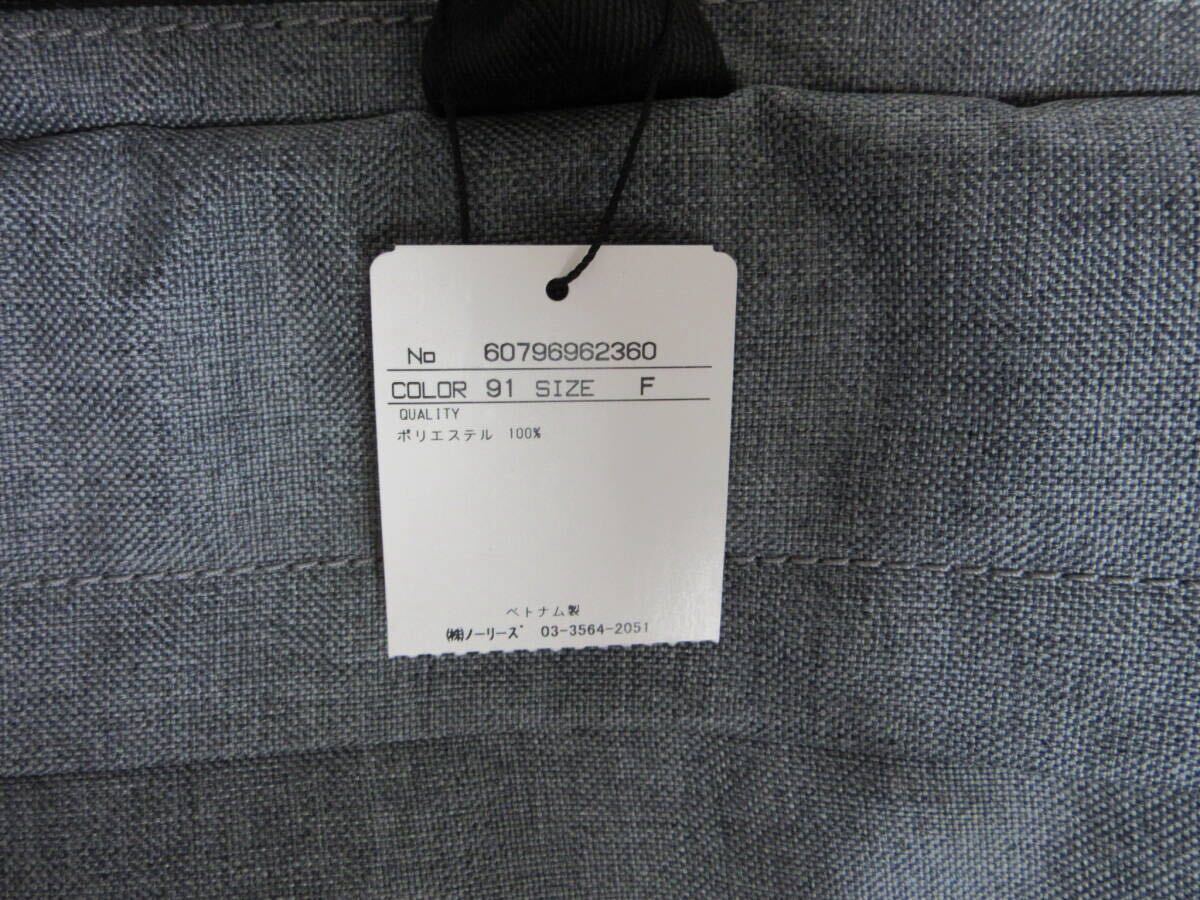 No 60796962360
COLOR 91 SIZE F
QUALITY
ポリエステル 100%
ベトナム製
㈱ノーリーズ 03-3564-2051